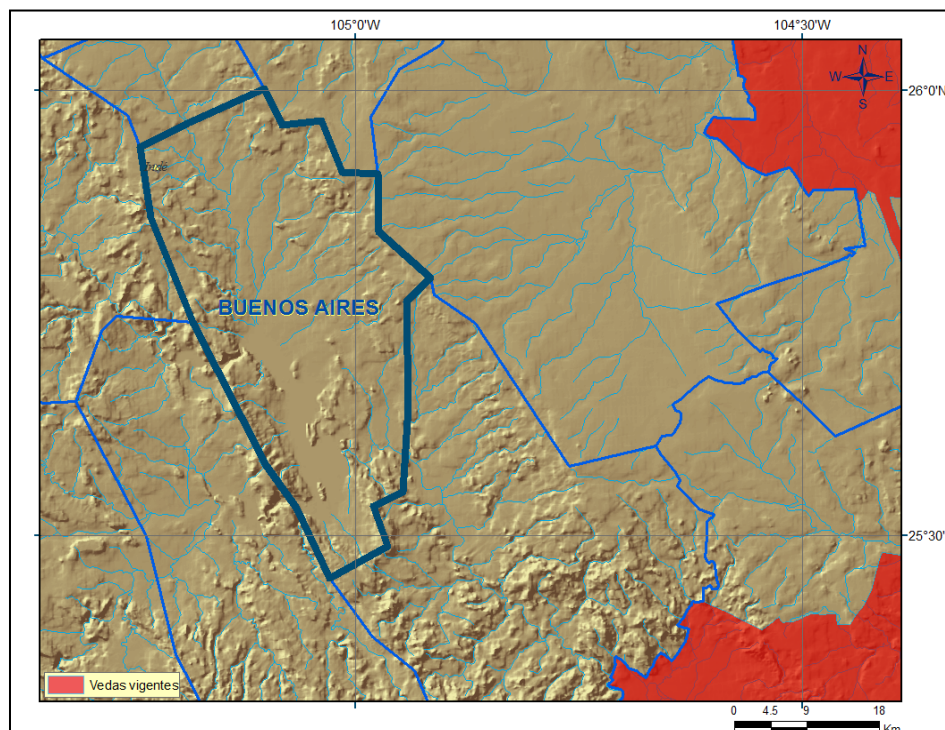 105°0'W 104°30'W
N
W E
S
26°0'N
BUENOS AIRES
25°30'N
Vedas vigentes
0 4.5 9 18
Km